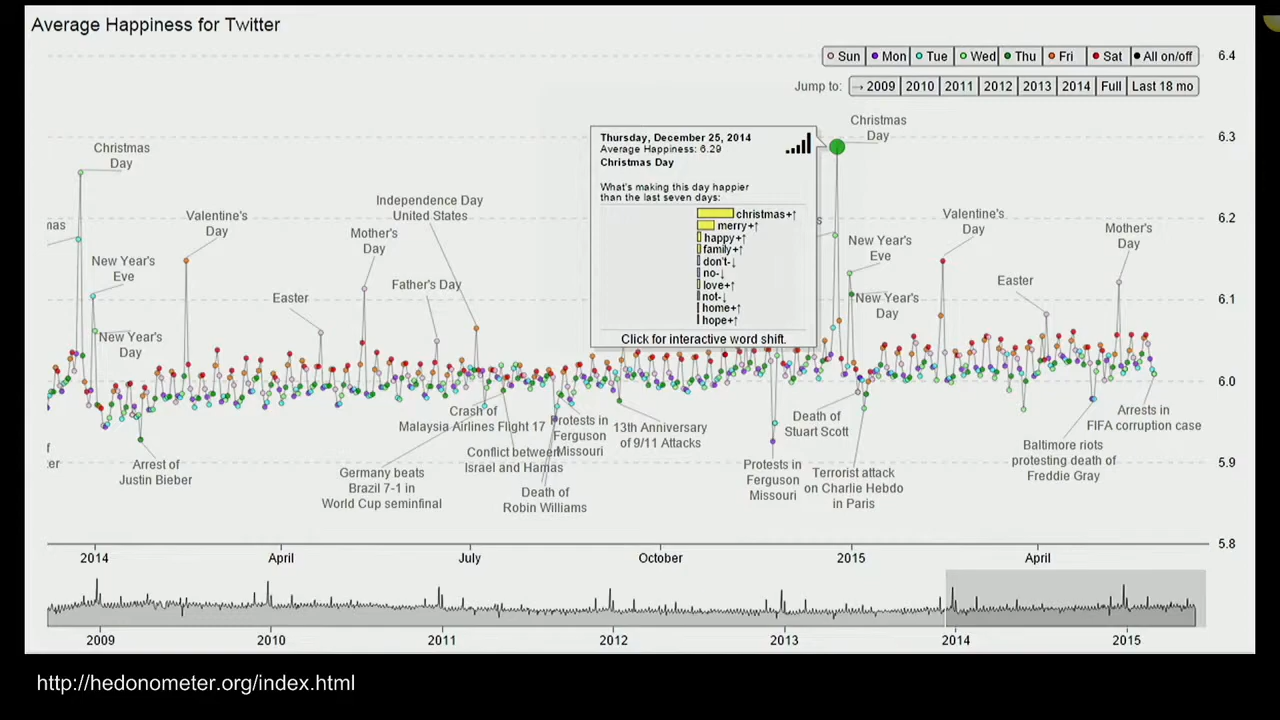 Average Happiness for Twitter
6.4
Sun
Mon
Tue
Wed
Thu
Fri
Sat
All on/off
Jump to:
→ 2009
2010
2011
2012
2013
2014
Full
Last 18 mo
Christmas
Day
6.3
Thursday, December 25, 2014
Average Happiness: 6.29
Christmas Day
What's making this day happier
than the last seven days:
christmas+↑
merry+↑
happy+↑
family+↑
don't-↓
no-↓
love+↑
not-↓
home+↑
hope+↑
Click for interactive word shift.
Christmas
Day
mas
New Year's
Eve
New Year's
Day
Valentine's
Day
Easter
Independence Day
United States
Mother's
Day
Father's Day
s
6.2
New Year's
Eve
New Year's
Day
Valentine's
Day
Easter
Mother's
Day
6.1
6.0
Arrest of
Justin Bieber
f
ter
Crash of
Malaysia Airlines Flight 17
Germany beats
Brazil 7-1 in
World Cup seminfinal
Conflict between
Israel and Hamas
Death of
Robin Williams
Protests in
Ferguson
Missouri
13th Anniversary
of 9/11 Attacks
Protests in
Ferguson
Missouri
Death of
Stuart Scott
Terrorist attack
on Charlie Hebdo
in Paris
Baltimore riots
protesting death of
Freddie Gray
Arrests in
FIFA corruption case
5.9
5.8
2014
April
July
October
2015
April
2009
2010
2011
2012
2013
2014
2015
http://hedonometer.org/index.html